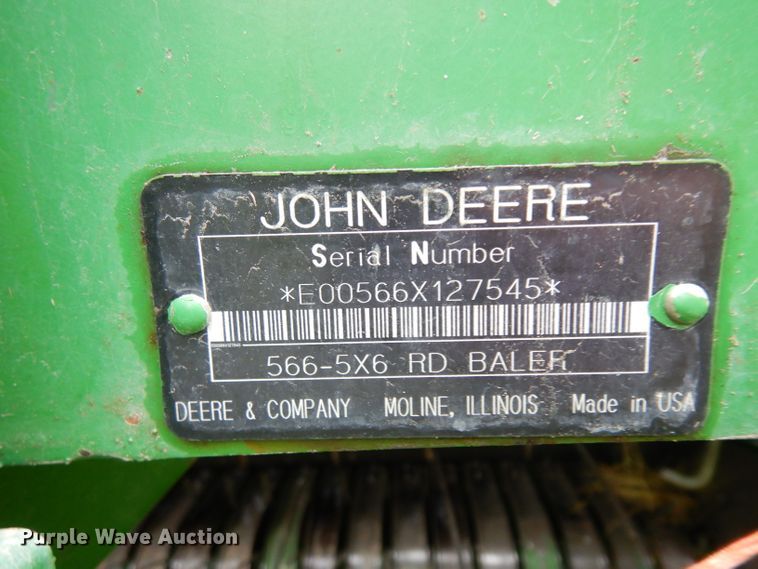 JOHN DEERE
Serial Number
*E00566X127545*
566-5X6 RD BALER
DEERE & COMPANY MOLINE, ILLINOIS Made in USA
Purple Wave Auction